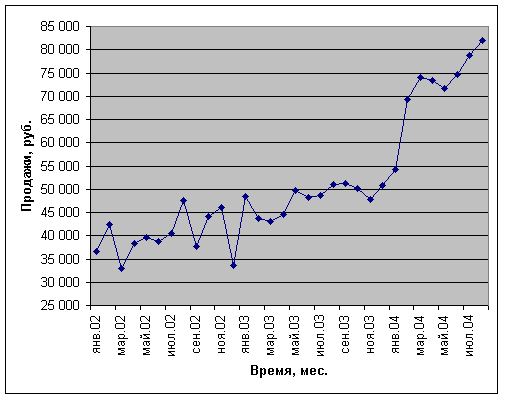 85 000
80 000
75 000
70 000
65 000
60 000
55 000
50 000
45 000
40 000
35 000
30 000
25 000
Продажи, руб.
янв.02
мар.02
май.02
июл.02
сен.02
ноя.02
янв.03
мар.03
май.03
июл.03
сен.03
ноя.03
янв.04
мар.04
май.04
июл.04
Время, мес.